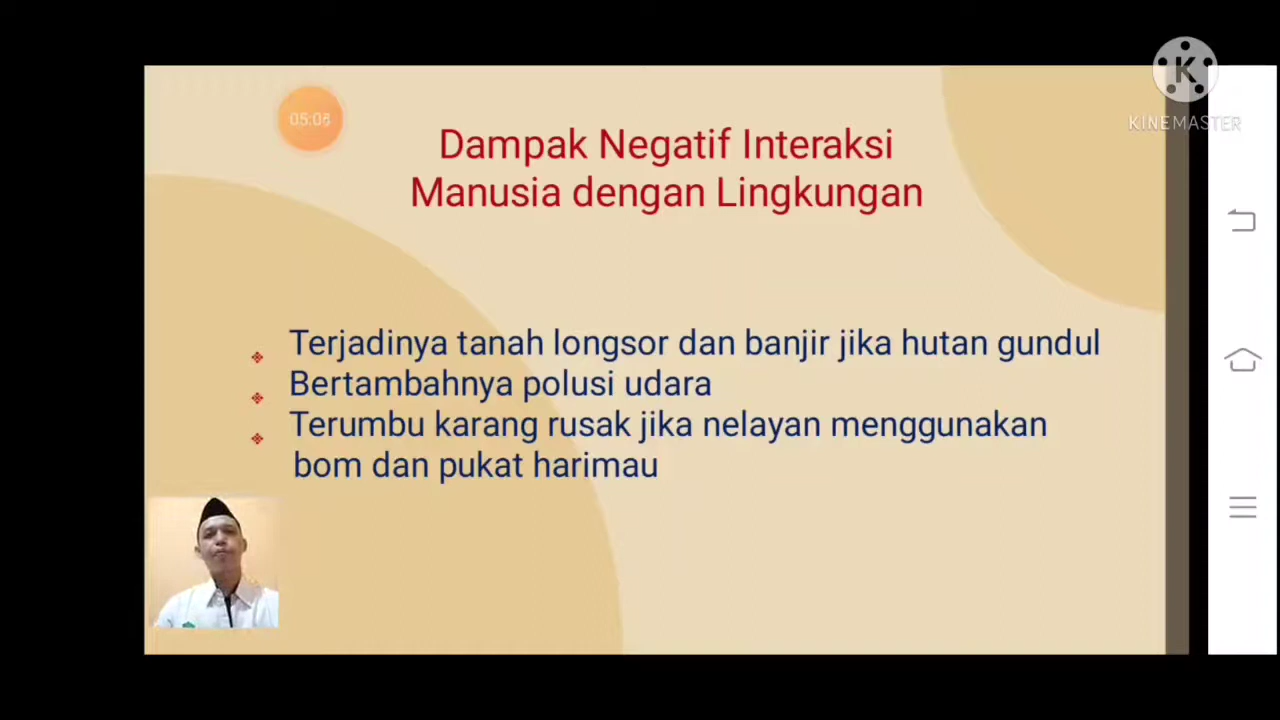 05:06
K
KINEMASTER
Dampak Negatif Interaksi
Manusia dengan Lingkungan
Terjadinya tanah longsor dan banjir jika hutan gundul
Bertambahnya polusi udara
Terumbu karang rusak jika nelayan menggunakan
bom dan pukat harimau